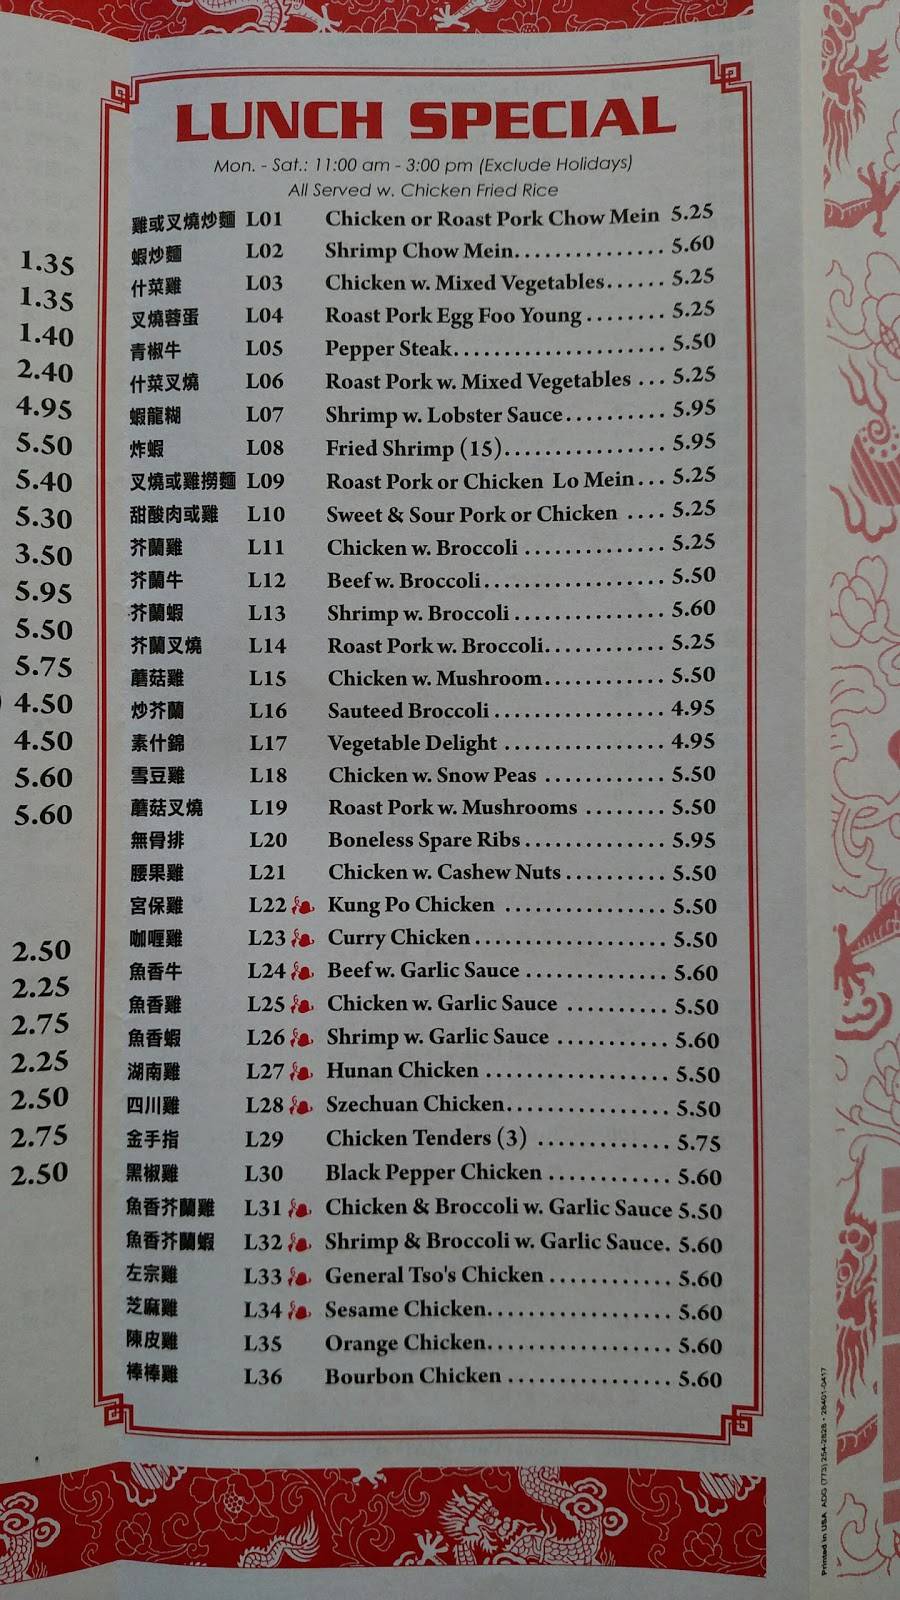 LUNCH SPECIAL
Mon. - Sat.: 11:00 am - 3:00 pm (Exclude Holidays)
All Served w. Chicken Fried Rice
雞或叉燒炒麵 L01 Chicken or Roast Pork Chow Mein 5.25
蝦炒麵 L02 Shrimp Chow Mein............... 5.60
什菜雞 L03 Chicken w. Mixed Vegetables...... 5.25
叉燒蓉蛋 L04 Roast Pork Egg Foo Young ........ 5.25
青椒牛 L05 Pepper Steak..................... 5.50
什菜叉燒 L06 Roast Pork w. Mixed Vegetables ... 5.25
蝦龍糊 L07 Shrimp w. Lobster Sauce.......... 5.95
炸蝦 L08 Fried Shrimp (15)................ 5.95
叉燒或雞撈麵 L09 Roast Pork or Chicken Lo Mein... 5.25
甜酸肉或雞 L10 Sweet & Sour Pork or Chicken .... 5.25
芥蘭雞 L11 Chicken w. Broccoli .............. 5.25
芥蘭牛 L12 Beef w. Broccoli.................. 5.50
芥蘭蝦 L13 Shrimp w. Broccoli ............... 5.60
芥蘭叉燒 L14 Roast Pork w. Broccoli............ 5.25
蘑菇雞 L15 Chicken w. Mushroom............ 5.50
炒芥蘭 L16 Sauteed Broccoli ................. 4.95
素什錦 L17 Vegetable Delight ................ 4.95
雪豆雞 L18 Chicken w. Snow Peas ............ 5.50
蘑菇叉燒 L19 Roast Pork w. Mushrooms ........ 5.50
無骨排 L20 Boneless Spare Ribs.............. 5.95
腰果雞 L21 Chicken w. Cashew Nuts.......... 5.50
宮保雞 L22 Kung Po Chicken ................ 5.50
咖喱雞 L23 Curry Chicken................... 5.50
魚香牛 L24 Beef w. Garlic Sauce .............. 5.60
魚香雞 L25 Chicken w. Garlic Sauce .......... 5.50
魚香蝦 L26 Shrimp w. Garlic Sauce ........... 5.60
湖南雞 L27 Hunan Chicken .................. 5.50
四川雞 L28 Szechuan Chicken................ 5.50
金手指 L29 Chicken Tenders (3) ............. 5.75
黑椒雞 L30 Black Pepper Chicken ............ 5.60
魚香芥蘭雞 L31 Chicken & Broccoli w. Garlic Sauce 5.50
魚香芥蘭蝦 L32 Shrimp & Broccoli w. Garlic Sauce. 5.60
左宗雞 L33 General Tso's Chicken ............ 5.60
芝麻雞 L34 Sesame Chicken.................. 5.60
陳皮雞 L35 Orange Chicken.................. 5.60
棒棒雞 L36 Bourbon Chicken ................ 5.60
1.35
1.35
1.40
2.40
4.95
5.50
5.40
5.30
3.50
5.95
5.50
5.75
) 4.50
4.50
5.60
5.60
2.50
2.25
2.75
2.25
2.50
2.75
2.50
Printed in USA ADG (773) 254-2828 • 28401-0417